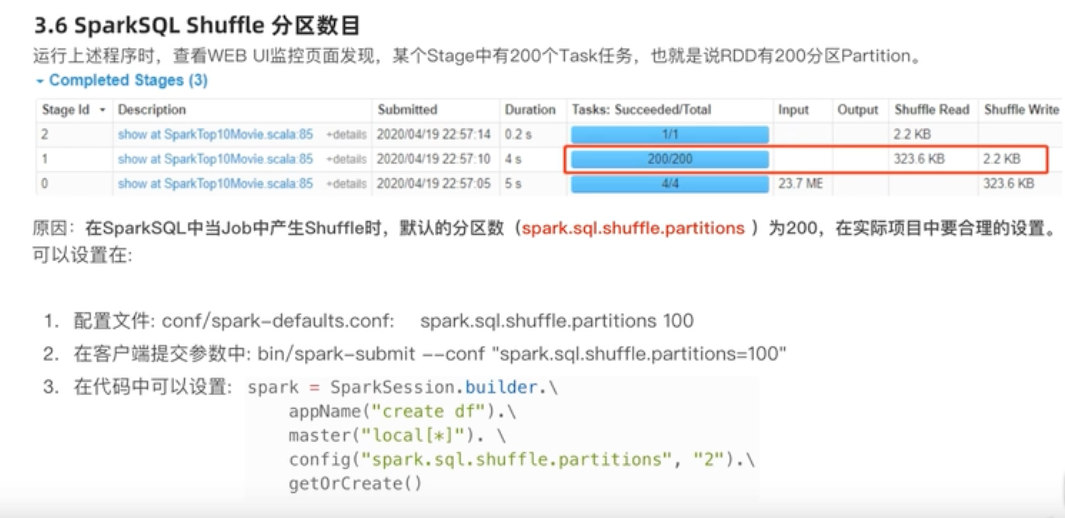 3.6 SparkSQL Shuffle 分区数目
运行上述程序时，查看WEB UI监控页面发现，某个Stage中有200个Task任务，也就是说RDD有200分区Partition。
Completed Stages (3)
Stage Id Description Submitted Duration Tasks: Succeeded/Total Input Output Shuffle Read Shuffle Write
2 show at SparkTop10Movie.scala:85 +details 2020/04/19 22:57:14 0.2 s 1/1 2.2 KB
1 show at SparkTop10Movie.scala:85 +details 2020/04/19 22:57:10 4 s 200/200 323.6 KB 2.2 KB
0 show at SparkTop10Movie.scala:85 +details 2020/04/19 22:57:05 5 s 4/4 23.7 ME 323.6 KB
原因：在SparkSQL中当Job中产生Shuffle时，默认的分区数（spark.sql.shuffle.partitions ）为200，在实际项目中要合理的设置。
可以设置在:
1. 配置文件: conf/spark-defaults.conf: spark.sql.shuffle.partitions 100
2. 在客户端提交参数中: bin/spark-submit --conf "spark.sql.shuffle.partitions=100"
3. 在代码中可以设置: spark = SparkSession.builder.\
appName("create df").\
master("local[*]"). \
config("spark.sql.shuffle.partitions", "2").\
getOrCreate()